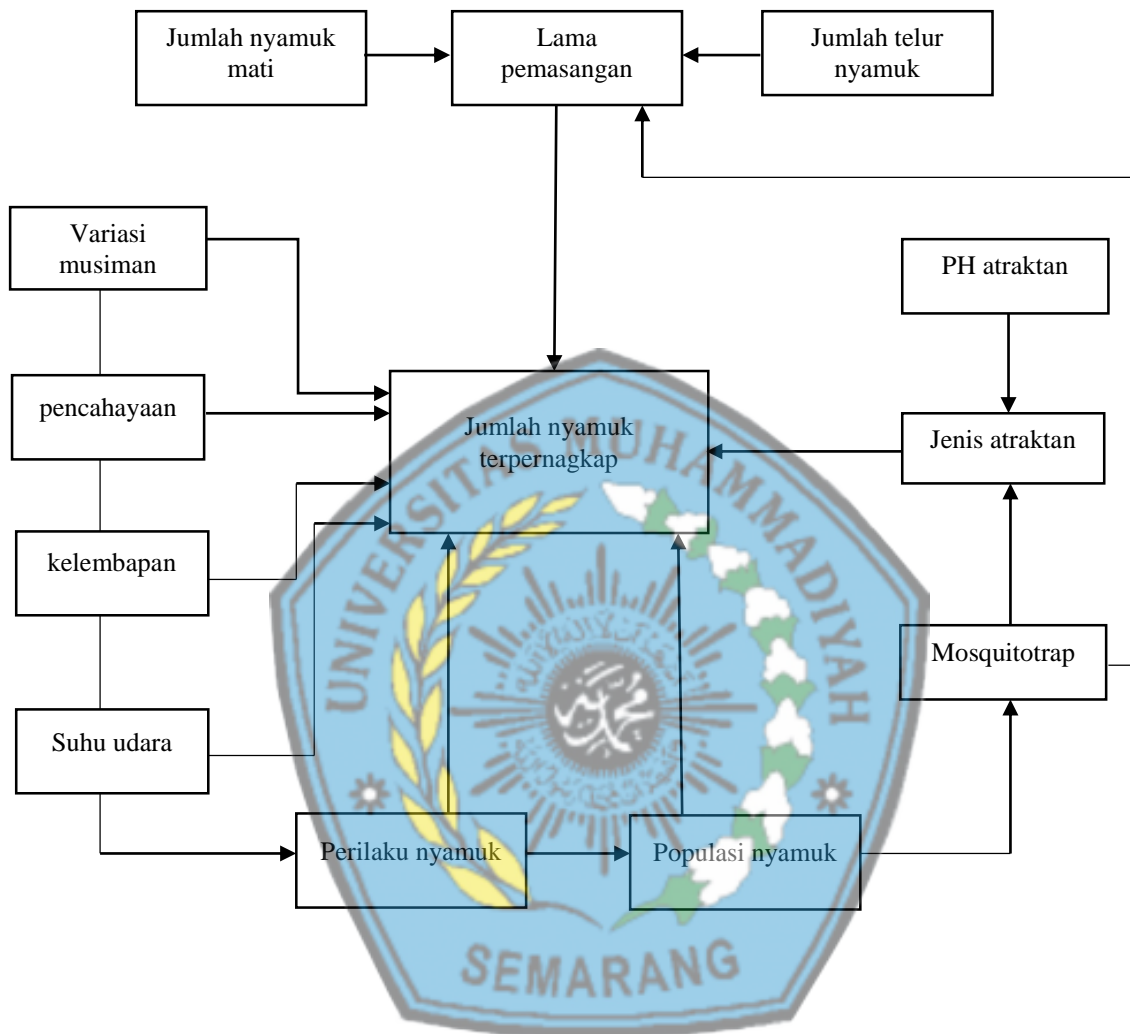 Jumlah nyamuk
mati
Lama
pemasangan
Jumlah telur
nyamuk
Variasi
musiman
PH atraktan
pencahayaan
Jumlah nyamuk
terpernagkap
Jenis atraktan
kelembapan
Mosquitotrap
Suhu udara
Perilaku nyamuk
Populasi nyamuk
UNIVERSITAS MUHAMMADIYAH
SEMARANG